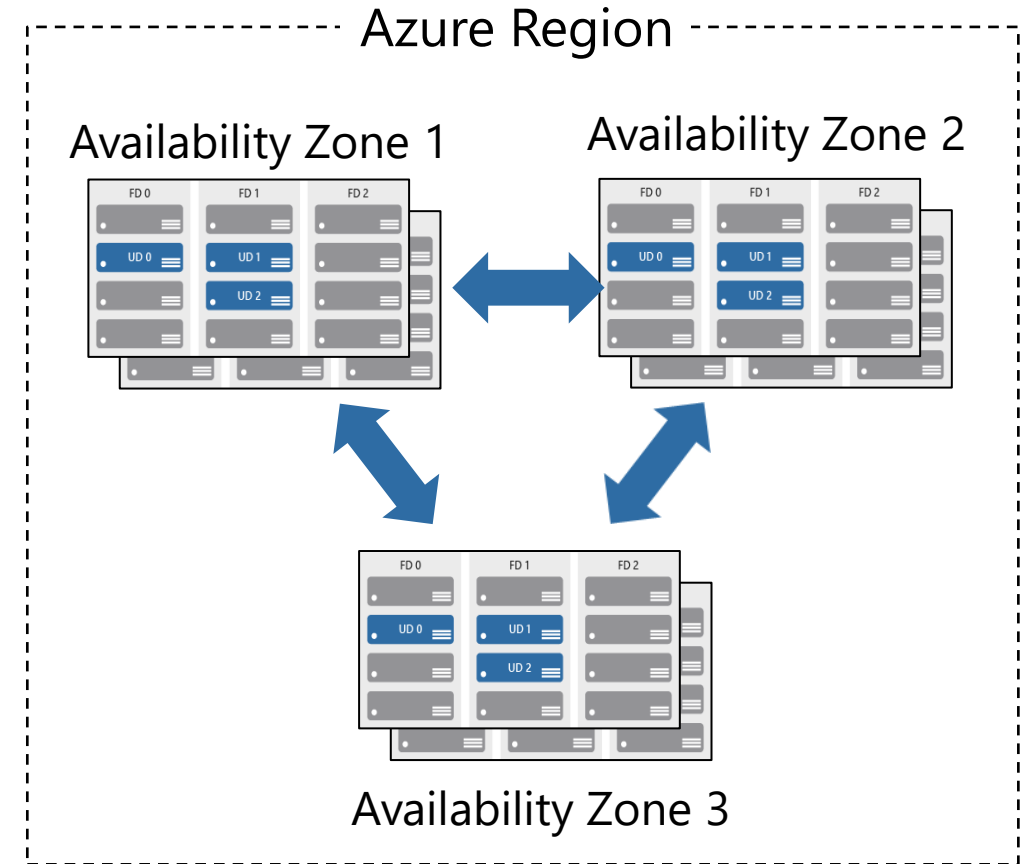 Azure Region
Availability Zone 1
FD 0 FD 1 FD 2
UD 0 UD 1
UD 2
Availability Zone 2
FD 0 FD 1 FD 2
UD 0 UD 1
UD 2
FD 0 FD 1 FD 2
UD 0 UD 1
UD 2
Availability Zone 3